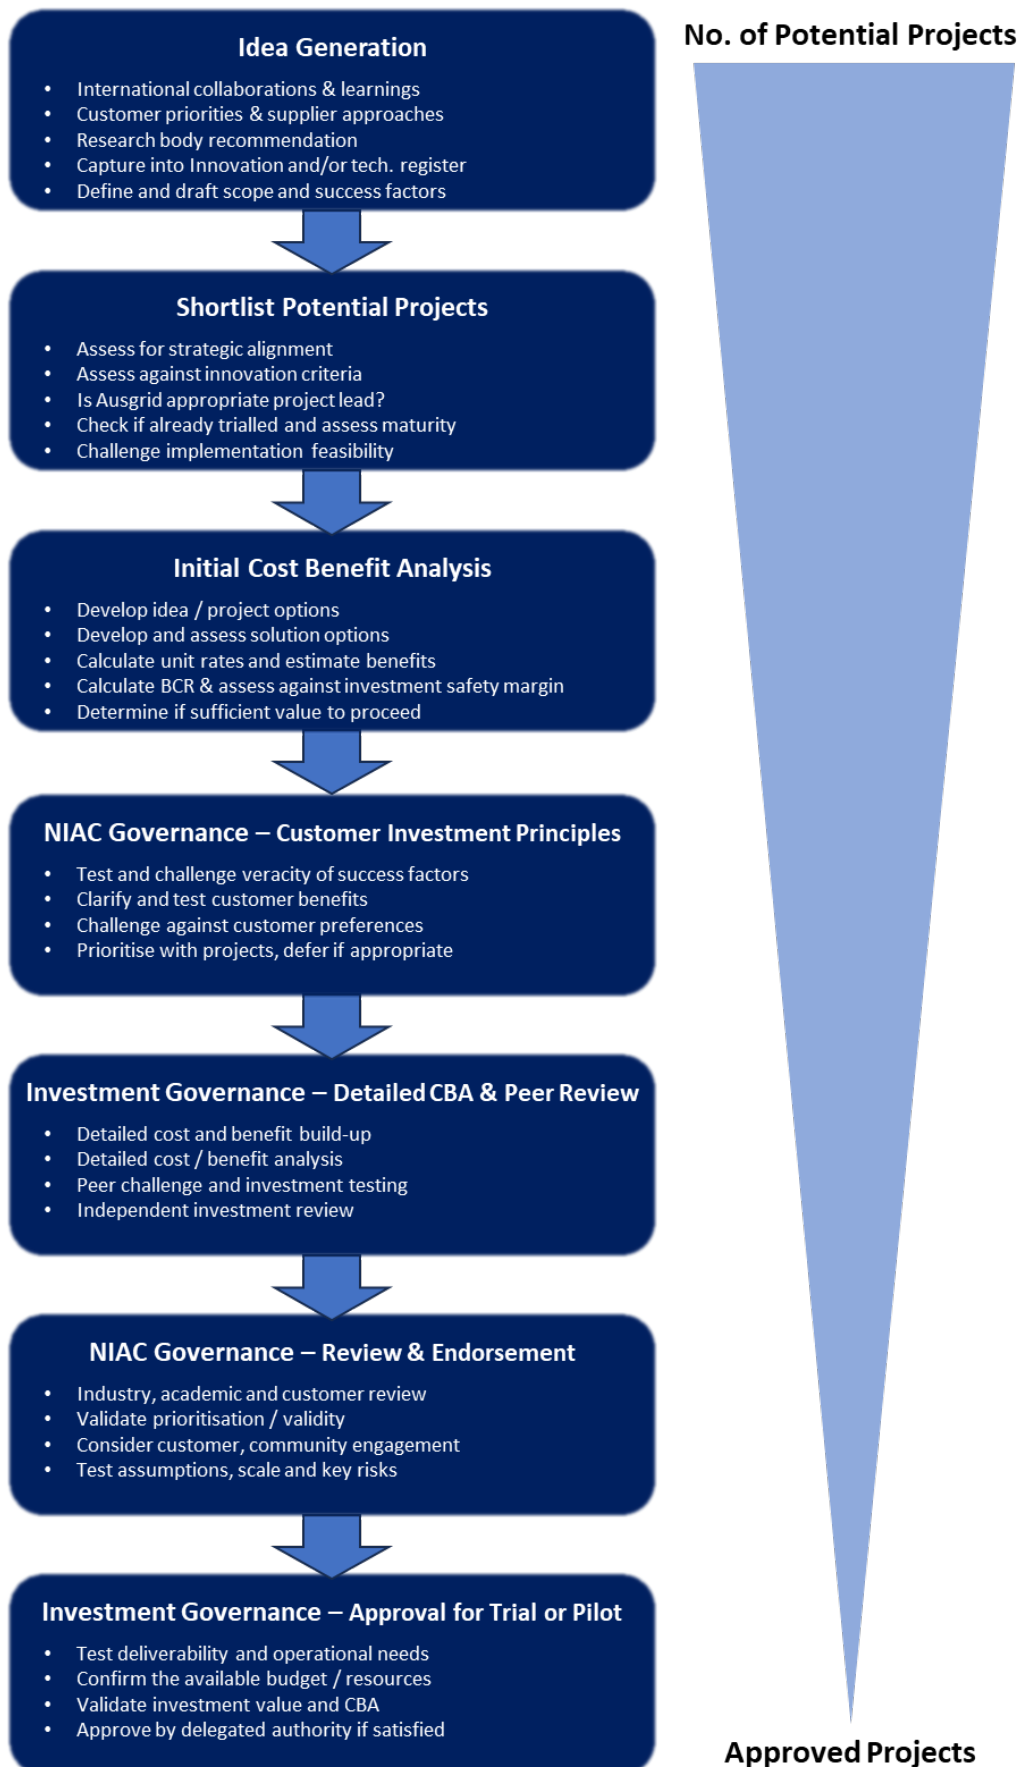 Idea Generation
• International collaborations & learnings
• Customer priorities & supplier approaches
• Research body recommendation
• Capture into Innovation and/or tech. register
• Define and draft scope and success factors
Shortlist Potential Projects
• Assess for strategic alignment
• Assess against innovation criteria
• Is Ausgrid appropriate project lead?
• Check if already trialled and assess maturity
• Challenge implementation feasibility
Initial Cost Benefit Analysis
• Develop idea / project options
• Develop and assess solution options
• Calculate unit rates and estimate benefits
• Calculate BCR & assess against investment safety margin
• Determine if sufficient value to proceed
NIAC Governance – Customer Investment Principles
• Test and challenge veracity of success factors
• Clarify and test customer benefits
• Challenge against customer preferences
• Prioritise with projects, defer if appropriate
Investment Governance – Detailed CBA & Peer Review
• Detailed cost and benefit build-up
• Detailed cost / benefit analysis
• Peer challenge and investment testing
• Independent investment review
NIAC Governance – Review & Endorsement
• Industry, academic and customer review
• Validate prioritisation / validity
• Consider customer, community engagement
• Test assumptions, scale and key risks
Investment Governance – Approval for Trial or Pilot
• Test deliverability and operational needs
• Confirm the available budget / resources
• Validate investment value and CBA
• Approve by delegated authority if satisfied
No. of Potential Projects
Approved Projects